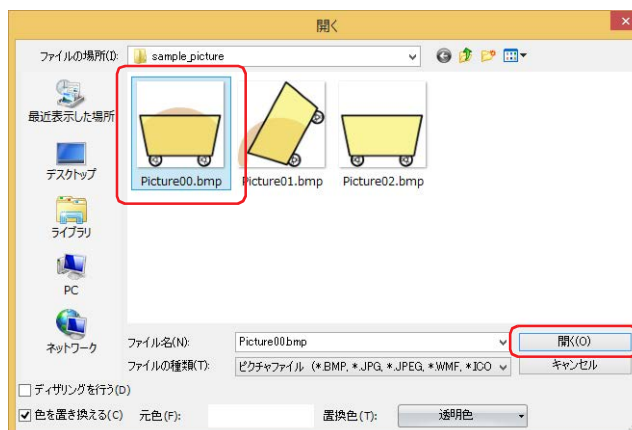 開く
ファイルの場所(I):
sample_picture
最近表示した場所
デスクトップ
ライブラリ
PC
ネットワーク
Picture00.bmp
Picture01.bmp
Picture02.bmp
ファイル名(N):
Picture00.bmp
開く(O)
ファイルの種類(T):
ピクチャファイル (*.BMP, *.JPG, *.JPEG, *.WMF, *.ICO
キャンセル
ディザリングを行う(D)
色を置き換える(C)
元色(F):
置換色(T):
透明色